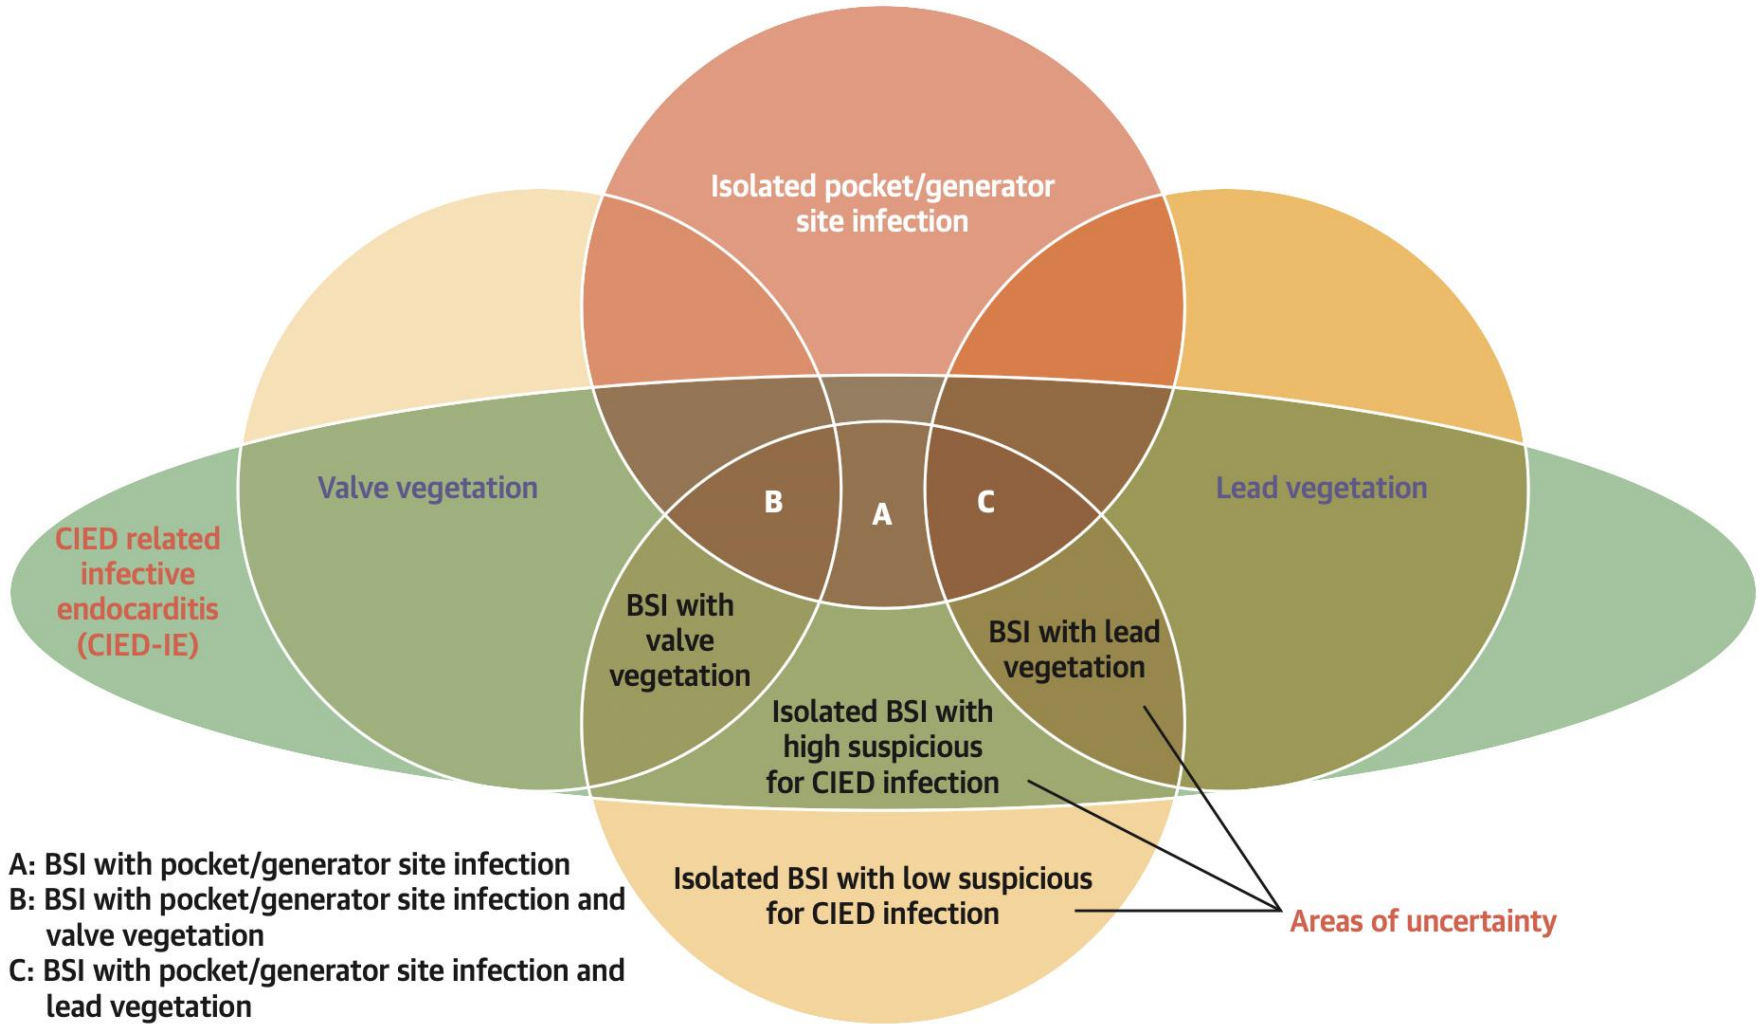 Isolated pocket/generator
site infection
Valve vegetation
Lead vegetation
CIED related
infective
endocarditis
(CIED-IE)
B
A
C
BSI with
valve
vegetation
BSI with lead
vegetation
Isolated BSI with
high suspicious
for CIED infection
Isolated BSI with low suspicious
for CIED infection
Areas of uncertainty
A: BSI with pocket/generator site infection
B: BSI with pocket/generator site infection and
valve vegetation
C: BSI with pocket/generator site infection and
lead vegetation